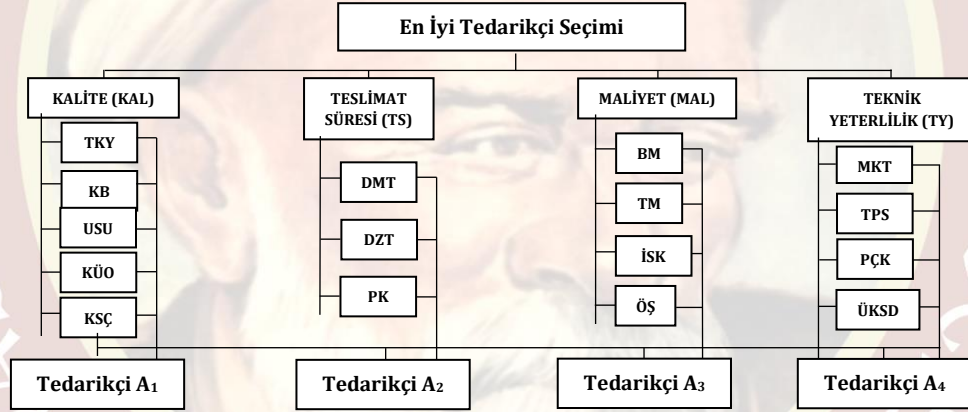 En İyi Tedarikçi Seçimi
KALİTE (KAL)
TKY
KB
USU
KÜO
KSÇ
TESLİMAT
SÜRESİ (TS)
DMT
DZT
PK
MALİYET (MAL)
BM
TM
İSK
ÖŞ
TEKNİK
YETERLİLİK (TY)
MKT
TPS
PÇK
ÜKSD
Tedarikçi A₁
Tedarikçi A₂
Tedarikçi A₃
Tedarikçi A₄